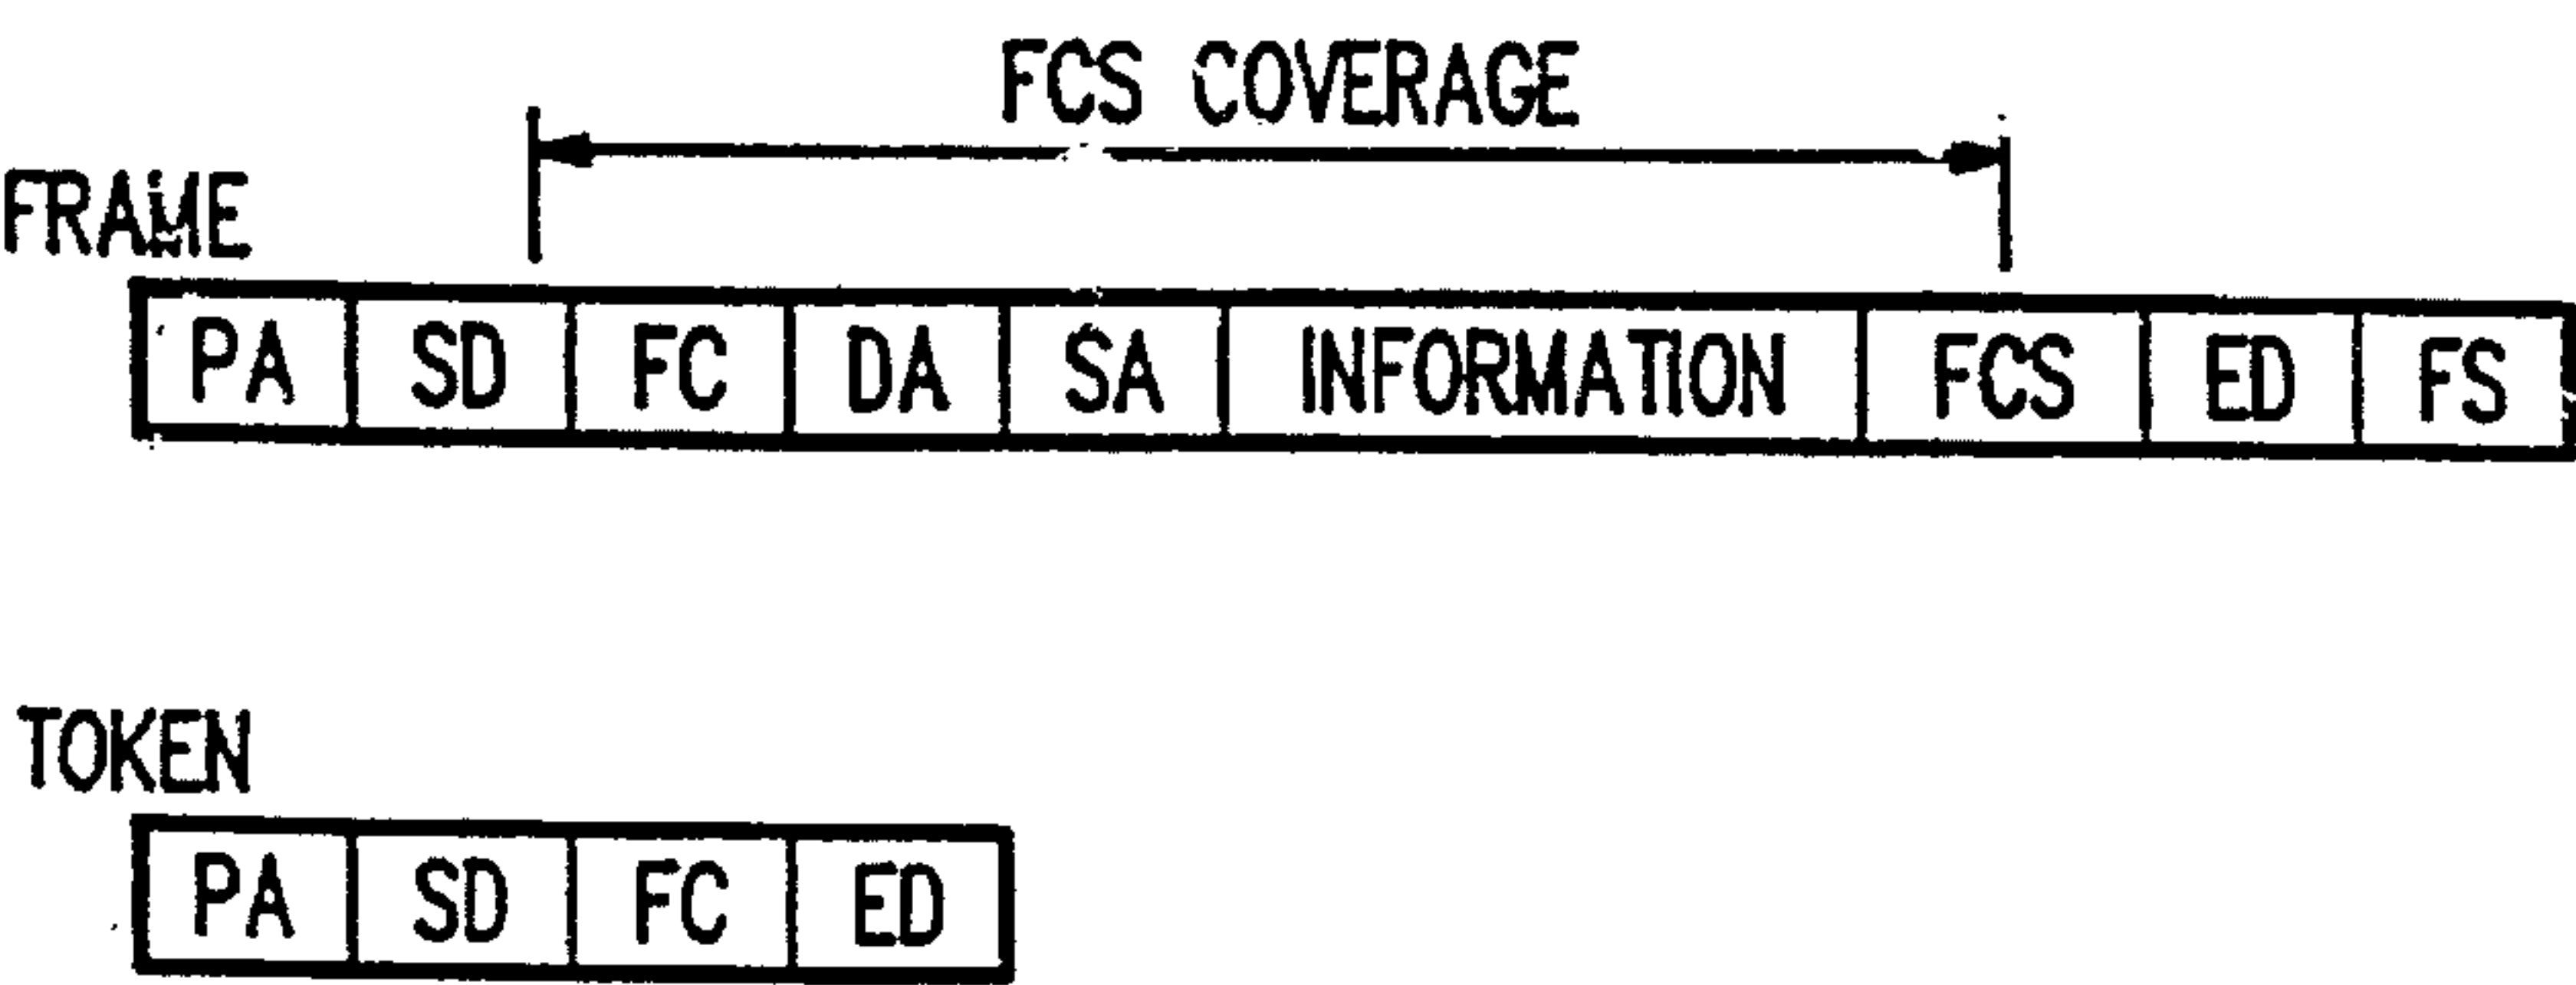 FCS COVERAGE
FRAME
PA SD FC DA SA INFORMATION FCS ED FS
TOKEN
PA SD FC ED